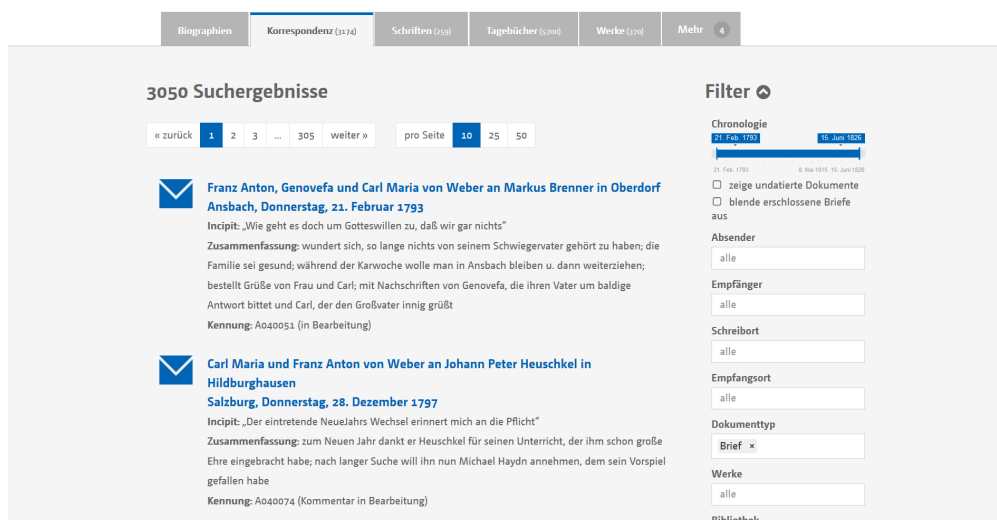 Biographien
Korrespondenz (3174)
Schriften (259)
Tagebücher (5700)
Werke (370)
Mehr 4
3050 Suchergebnisse
« zurück 1 2 3 ... 305 weiter »
pro Seite 10 25 50
Franz Anton, Genovefa und Carl Maria von Weber an Markus Brenner in Oberdorf
Ansbach, Donnerstag, 21. Februar 1793
Incipit: „Wie geht es doch um Gotteswillen zu, daß wir gar nichts“
Zusammenfassung: wundert sich, so lange nichts von seinem Schwiegervater gehört zu haben; die
Familie sei gesund; während der Karwoche wolle man in Ansbach bleiben u. dann weiterziehen;
bestellt Grüße von Frau und Carl; mit Nachschriften von Genovefa, die ihren Vater um baldige
Antwort bittet und Carl, der den Großvater innig grüßt
Kennung: A040051 (in Bearbeitung)
Carl Maria und Franz Anton von Weber an Johann Peter Heuschkel in
Hildburghausen
Salzburg, Donnerstag, 28. Dezember 1797
Incipit: „Der eintretende NeueJahrs Wechsel erinnert mich an die Pflicht“
Zusammenfassung: zum Neuen Jahr dankt er Heuschkel für seinen Unterricht, der ihm schon große
Ehre eingebracht habe; nach langer Suche will ihn nun Michael Haydn annehmen, dem sein Vorspiel
gefallen habe
Kennung: A040074 (Kommentar in Bearbeitung)
Filter
Chronologie
21. Feb. 1793 15. Juni 1826
21. Feb. 1793 8. Mai 1815 15. Juni 1826
zeige undatierte Dokumente
blende erschlossene Briefe
aus
Absender
alle
Empfänger
alle
Schreibort
alle
Empfangsort
alle
Dokumenttyp
Brief ×
Werke
alle
Bibliothek